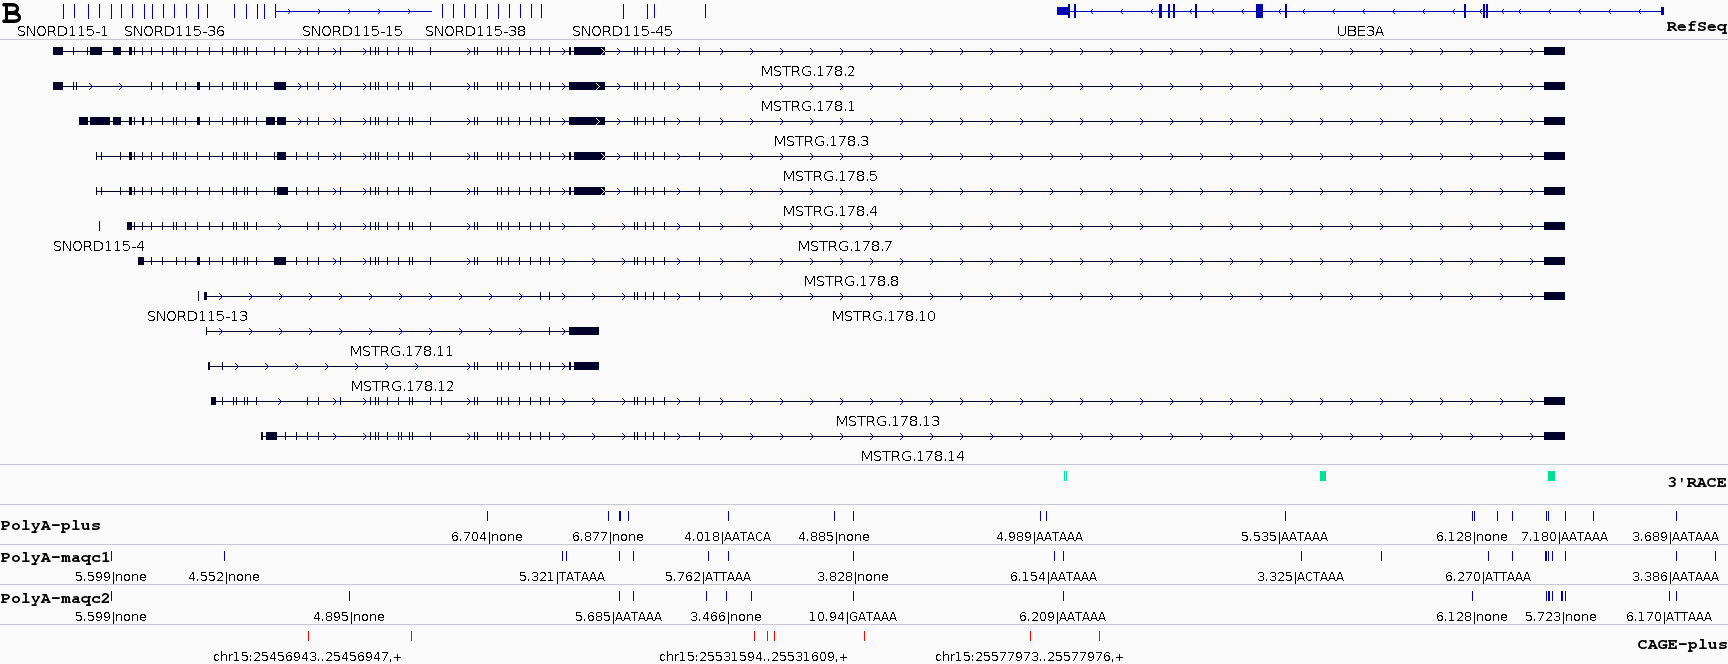 B
SNORD115-1 SNORD115-36 SNORD115-15 SNORD115-38 SNORD115-45 UBE3A RefSeq
MSTRG.178.2
MSTRG.178.1
MSTRG.178.3
MSTRG.178.5
MSTRG.178.4
SNORD115-4 MSTRG.178.7
MSTRG.178.8
SNORD115-13 MSTRG.178.10
MSTRG.178.11
MSTRG.178.12
MSTRG.178.13
MSTRG.178.14
3'RACE
PolyA-plus
6.704|none 6.877|none 4.018|AATACA 4.885|none 4.989|AATAAA 5.535|AATAAA 6.128|none 7.180|AATAAA 3.689|AATAAA
PolyA-maqc1
5.599|none 4.552|none 5.321|TATAAA 5.762|ATTAAA 3.828|none 6.154|AATAAA 3.325|ACTAAA 6.270|ATTAAA 3.386|AATAAA
PolyA-maqc2
5.599|none 4.895|none 5.685|AATAAA 3.466|none 10.94|GATAAA 6.209|AATAAA 6.128|none 5.723|none 6.170|ATTAAA
CAGE-plus
chr15:25456943..25456947,+ chr15:25531594..25531609,+ chr15:25577973..25577976,+